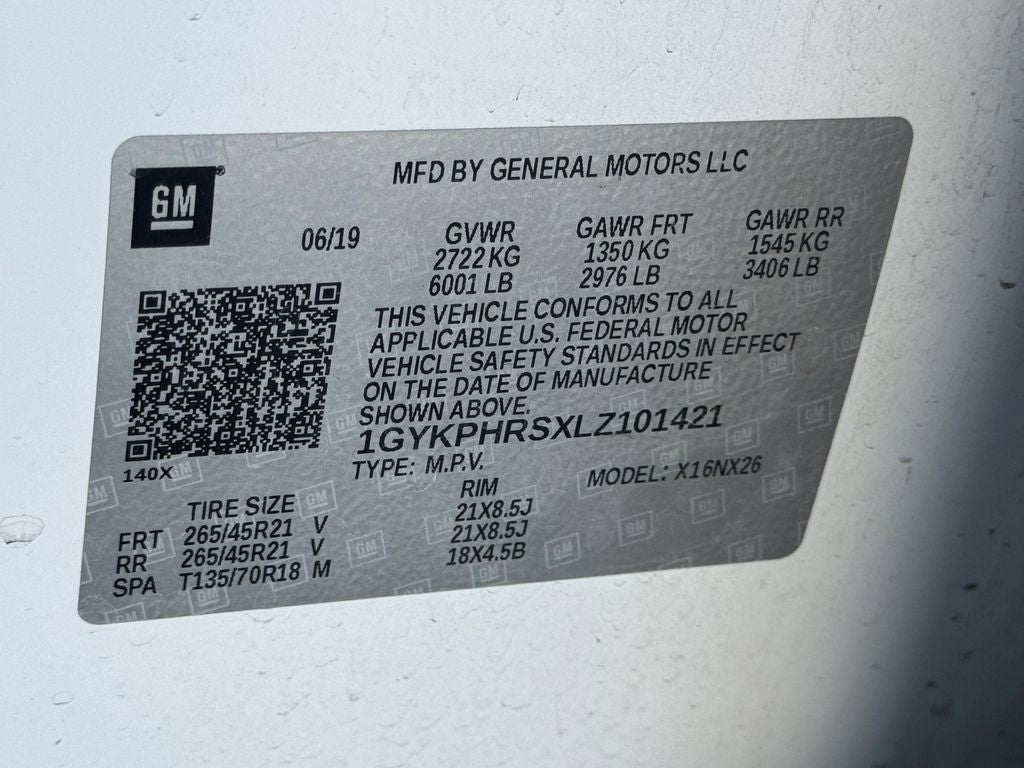 GM
MFD BY GENERAL MOTORS LLC
06/19
GVWR
2722 KG
6001 LB
GAWR FRT
1350 KG
2976 LB
GAWR RR
1545 KG
3406 LB
THIS VEHICLE CONFORMS TO ALL
APPLICABLE U.S. FEDERAL MOTOR
VEHICLE SAFETY STANDARDS IN EFFECT
ON THE DATE OF MANUFACTURE
SHOWN ABOVE.
1GYKPHRSXLZ101421
140X
TYPE: M.P.V.
MODEL: X16NX26
TIRE SIZE RIM
FRT 265/45R21 V 21X8.5J
RR 265/45R21 V 21X8.5J
SPA T135/70R18 M 18X4.5B